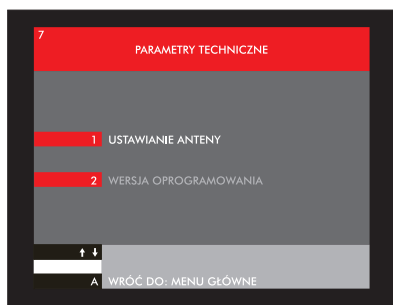 7
PARAMETRY TECHNICZNE
1 USTAWIANIE ANTENY
2 WERSJA OPROGRAMOWANIA
↑ ↓
A WRÓĆ DO: MENU GŁÓWNE